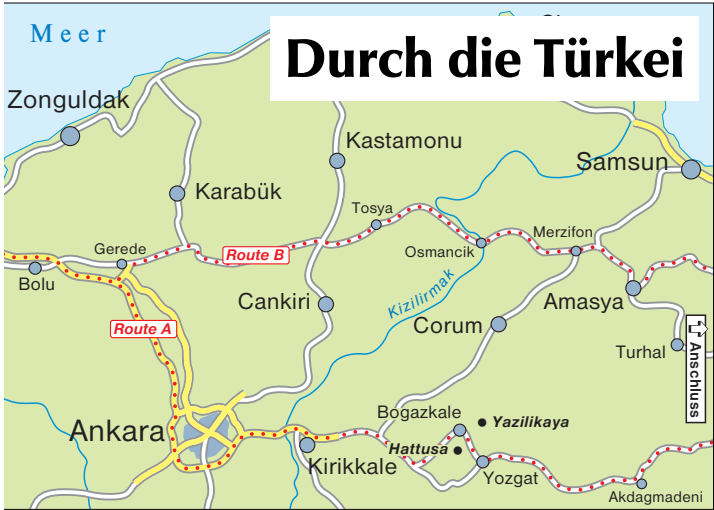 Meer
Durch die Türkei
Zonguldak
Kastamonu
Samsun
Karabük
Tosya
Merzifon
Gerede
Route B
Osmancik
Bolu
Cankiri
Kizilirmak
Amasya
Route A
Corum
Anschluss
Turhal
Bogazkale
Yazilikaya
Ankara
Hattusa
Kirikkale
Yozgat
Akdagmadeni